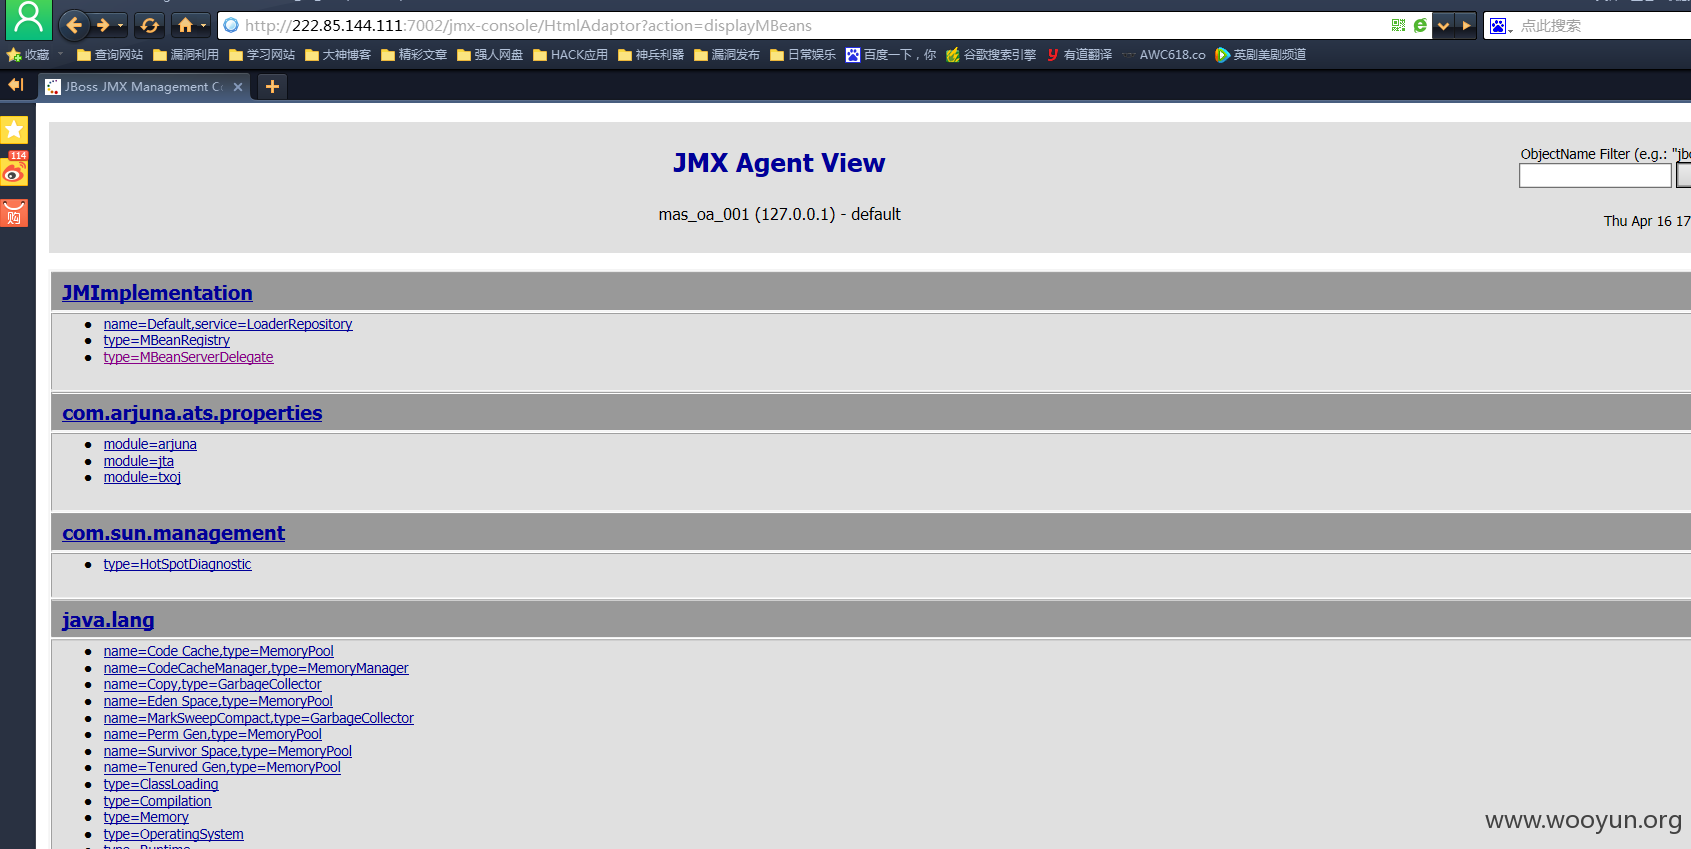 http://222.85.144.111:7002/jmx-console/HtmlAdaptor?action=displayMBeans
点此搜索
收藏 查询网站 漏洞利用 学习网站 大神博客 精彩文章 强人网盘 HACK应用 神兵利器 漏洞发布 日常娱乐 百度一下，你 谷歌搜索引擎 有道翻译 AWC618.co 英剧美剧频道
JBoss JMX Management Co
114
购
JMX Agent View
mas_oa_001 (127.0.0.1) - default
ObjectName Filter (e.g.: "jbo
Thu Apr 16 17
JMImplementation
name=Default,service=LoaderRepository
type=MBeanRegistry
type=MBeanServerDelegate
com.arjuna.ats.properties
module=arjuna
module=jta
module=txoj
com.sun.management
type=HotSpotDiagnostic
java.lang
name=Code Cache,type=MemoryPool
name=CodeCacheManager,type=MemoryManager
name=Copy,type=GarbageCollector
name=Eden Space,type=MemoryPool
name=MarkSweepCompact,type=GarbageCollector
name=Perm Gen,type=MemoryPool
name=Survivor Space,type=MemoryPool
name=Tenured Gen,type=MemoryPool
type=ClassLoading
type=Compilation
type=Memory
type=OperatingSystem
type=Runtime
www.wooyun.org